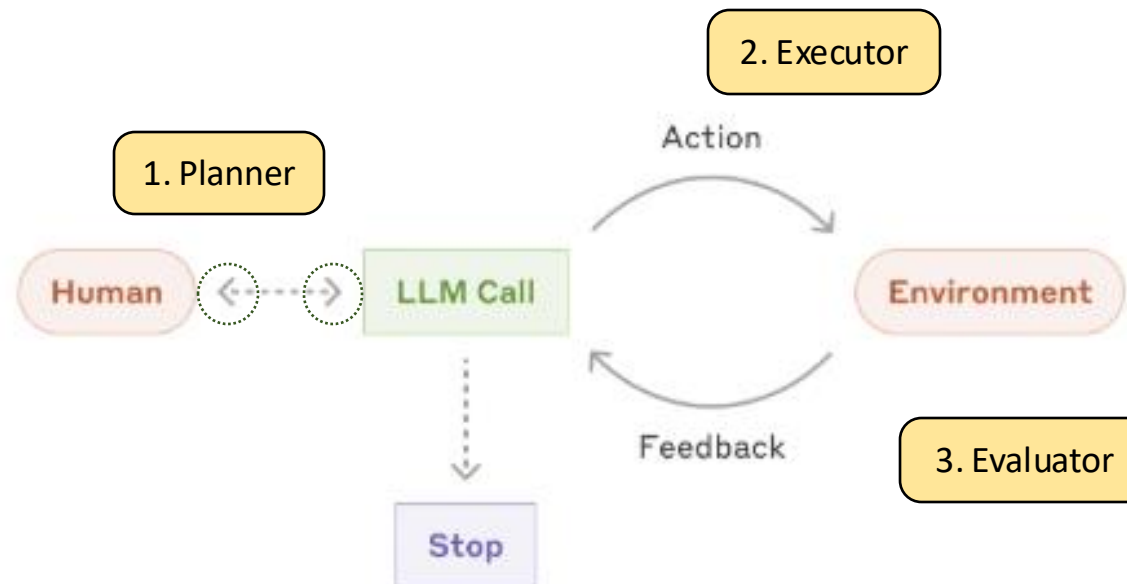 2. Executor
Action
1. Planner
Human
LLM Call
Environment
Feedback
3. Evaluator
Stop